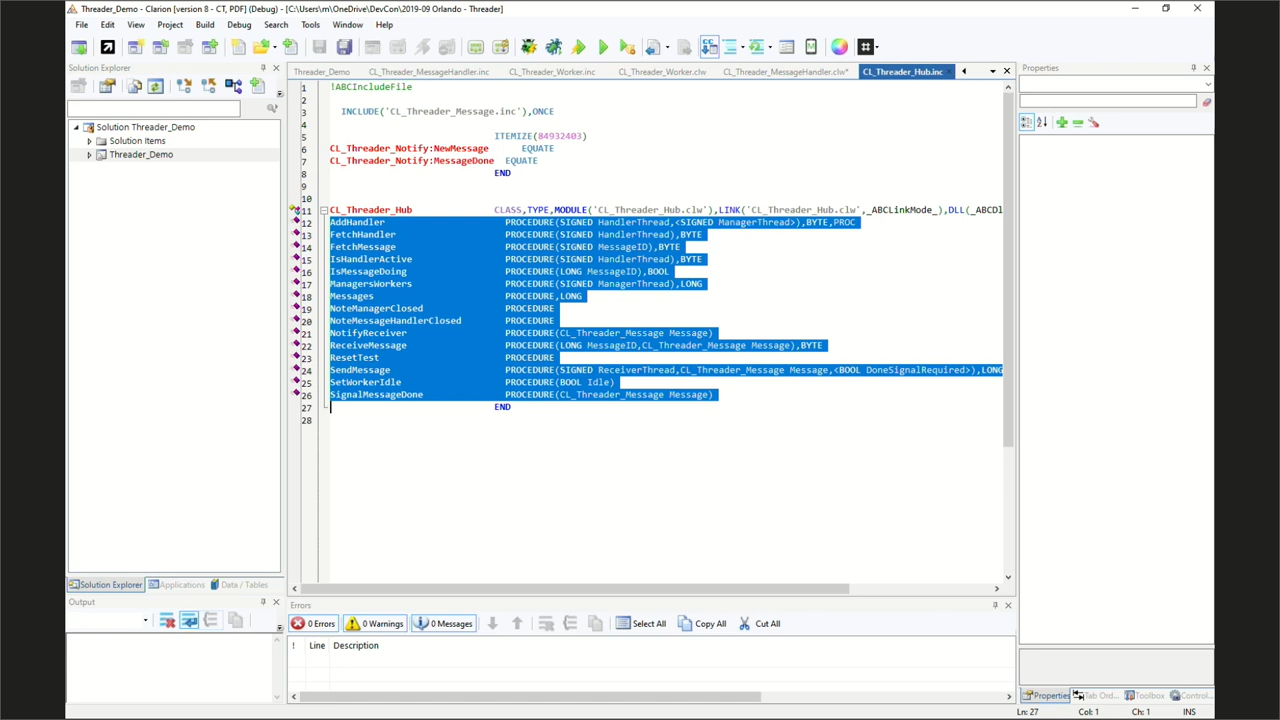 Threader_Demo - Clarion [version 8 - CT, PDF] (Debug) - [C:\Users\m\OneDrive\DevCon\2019-09 Orlando - Threader]
File Edit View Project Build Debug Search Tools Window Help
Solution Explorer
Solution Threader_Demo
Solution Items
Threader_Demo
Solution Explorer Applications Data / Tables
Output
Threader_Demo CL_Threader_MessageHandler.inc CL_Threader_Worker.inc CL_Threader_Worker.clw CL_Threader_MessageHandler.clw* CL_Threader_Hub.inc
1 !ABCIncludeFile
2
3 INCLUDE('CL_Threader_Message.inc'),ONCE
4
5 ITEMIZE(84932403)
6 CL_Threader_Notify:NewMessage EQUATE
7 CL_Threader_Notify:MessageDone EQUATE
8 END
9
10
11 CL_Threader_Hub CLASS,TYPE,MODULE('CL_Threader_Hub.clw'),LINK('CL_Threader_Hub.clw',_ABCLinkMode_),DLL(_ABCDl
12 AddHandler PROCEDURE(SIGNED HandlerThread,<SIGNED ManagerThread>),BYTE,PROC
13 FetchHandler PROCEDURE(SIGNED HandlerThread),BYTE
14 FetchMessage PROCEDURE(SIGNED MessageID),BYTE
15 IsHandlerActive PROCEDURE(SIGNED HandlerThread),BYTE
16 IsMessageDoing PROCEDURE(LONG MessageID),BOOL
17 ManagersWorkers PROCEDURE(SIGNED ManagerThread),LONG
18 Messages PROCEDURE,LONG
19 NoteManagerClosed PROCEDURE
20 NoteMessageHandlerClosed PROCEDURE
21 NotifyReceiver PROCEDURE(CL_Threader_Message Message)
22 ReceiveMessage PROCEDURE(LONG MessageID,CL_Threader_Message Message),BYTE
23 ResetTest PROCEDURE
24 SendMessage PROCEDURE(SIGNED ReceiverThread,CL_Threader_Message Message,<BOOL DoneSignalRequired>),LONG
25 SetWorkerIdle PROCEDURE(BOOL Idle)
26 SignalMessageDone PROCEDURE(CL_Threader_Message Message)
27 END
28
Errors
0 Errors 0 Warnings 0 Messages Select All Copy All Cut All
! Line Description
Properties
Properties Tab Ord... Toolbox Control...
Ln: 27 Col: 1 Ch: 1 INS